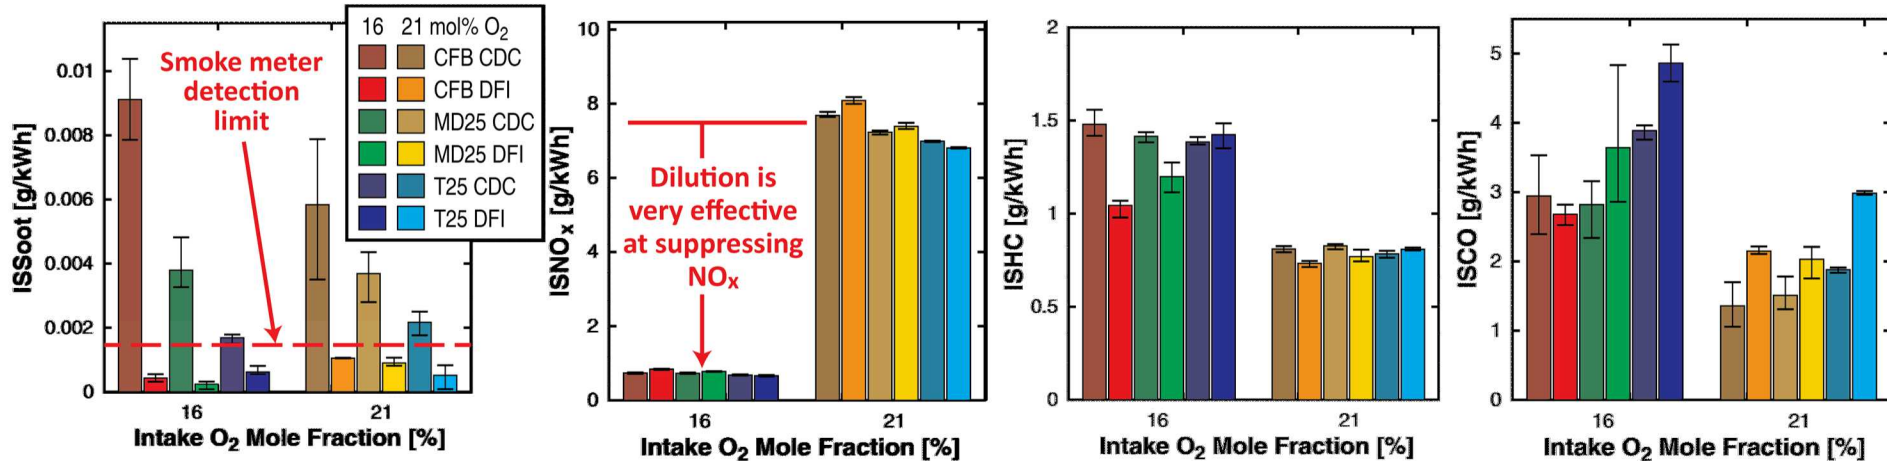 ISSoot [g/kWh]
0.01
0.008
0.006
0.004
0.002
0
16
21
Intake O₂ Mole Fraction [%]
Smoke meter
detection
limit
16 21 mol% O₂
CFB CDC
CFB DFI
MD25 CDC
MD25 DFI
T25 CDC
T25 DFI
ISNOₓ [g/kWh]
10
8
6
4
2
0
16
21
Intake O₂ Mole Fraction [%]
Dilution is
very effective
at suppressing
NOₓ
ISHC [g/kWh]
2
1.5
1
0.5
0
16
21
Intake O₂ Mole Fraction [%]
ISCO [g/kWh]
5
4
3
2
1
0
16
21
Intake O₂ Mole Fraction [%]